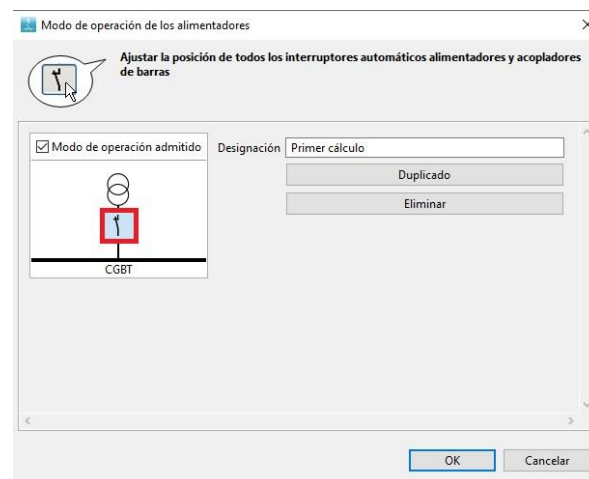 Modo de operación de los alimentadores
Ajustar la posición de todos los interruptores automáticos alimentadores y acopladores
de barras
Modo de operación admitido
Designación
Primer cálculo
Duplicado
Eliminar
CGBT
OK
Cancelar